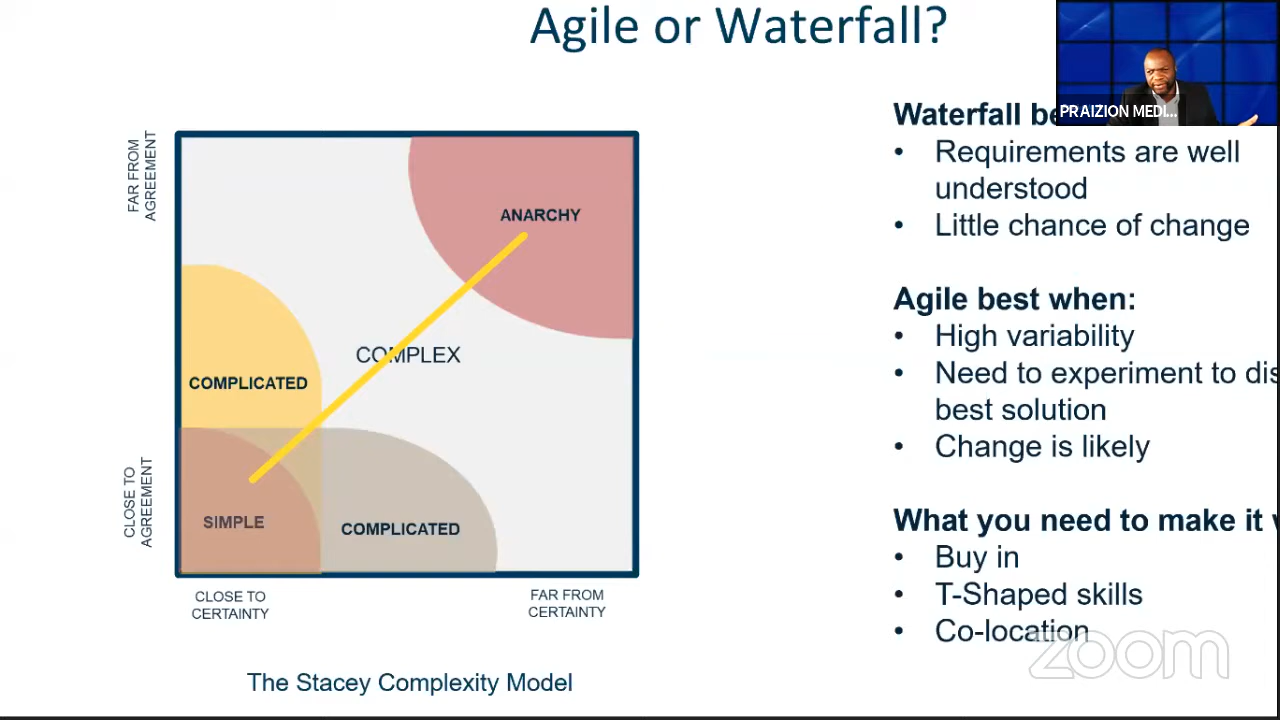 Agile or Waterfall?
PRAIZION MEDI...
FAR FROM
AGREEMENT
ANARCHY
COMPLEX
COMPLICATED
CLOSE TO
AGREEMENT
SIMPLE
COMPLICATED
CLOSE TO
CERTAINTY
FAR FROM
CERTAINTY
The Stacey Complexity Model
Waterfall
• Requirements are well
understood
• Little chance of change
Agile best when:
• High variability
• Need to experiment to
best solution
• Change is likely
What you need to make it
• Buy in
• T-Shaped skills
• Co-location
zoom